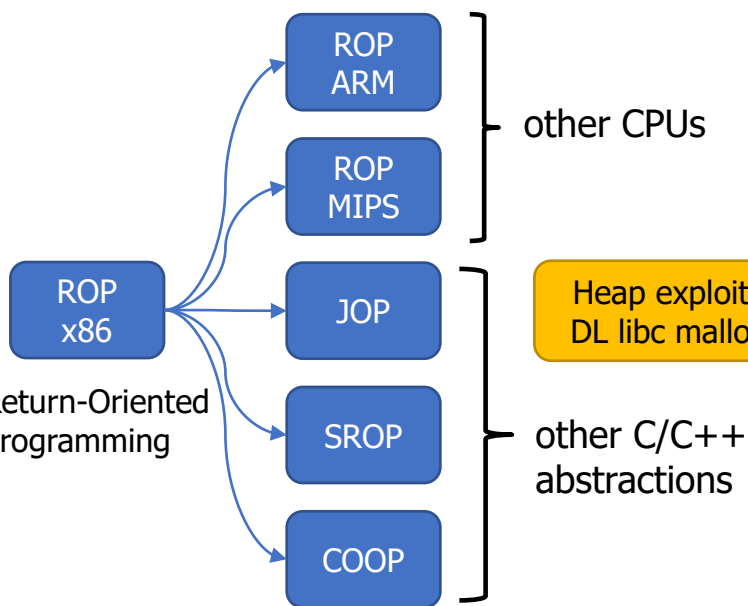 ROP
ARM
other CPUs
ROP
MIPS
ROP
x86
JOP
Heap exploit
DL libc mallo
eturn-Oriented
rogramming
SROP
other C/C++
abstractions
COOP